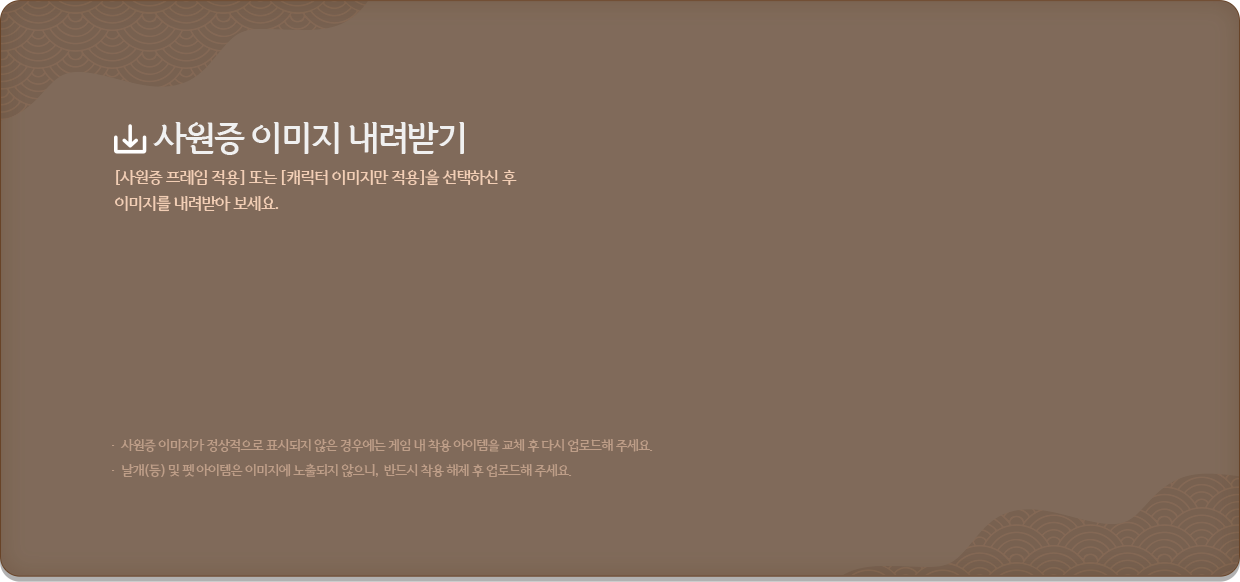 사원증 이미지 내려받기
[사원증 프레임 적용] 또는 [캐릭터 이미지만 적용]을 선택하신 후
이미지를 내려받아 보세요.
· 사원증 이미지가 정상적으로 표시되지 않은 경우에는 게임 내 착용 아이템을 교체 후 다시 업로드해 주세요.
· 날개(등) 및 펫 아이템은 이미지에 노출되지 않으니, 반드시 착용 해제 후 업로드해 주세요.